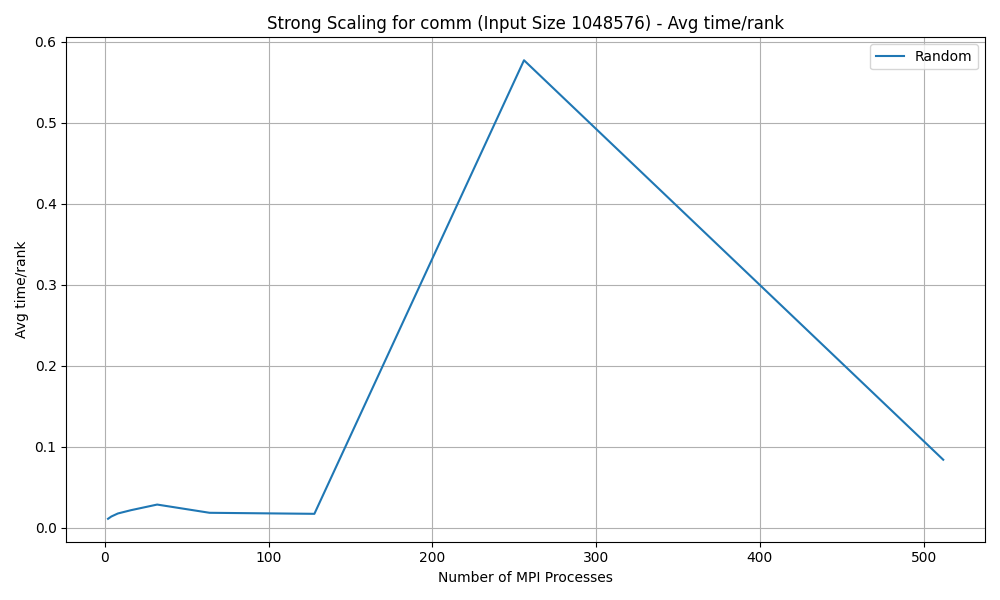 Strong Scaling for comm (Input Size 1048576) - Avg time/rank
Random
Avg time/rank
0.6
0.5
0.4
0.3
0.2
0.1
0.0
0 100 200 300 400 500
Number of MPI Processes